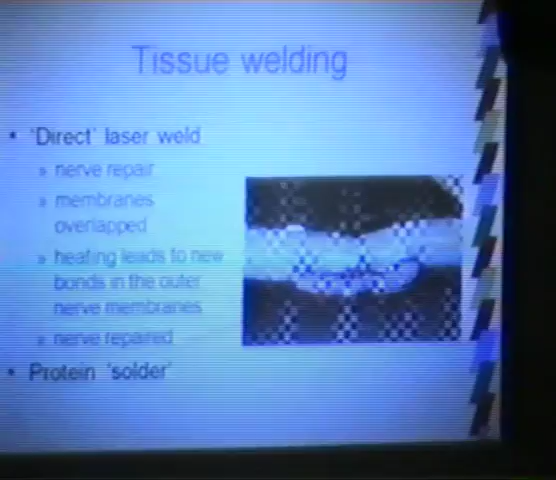 Tissue welding
• 'Direct' laser weld
» nerve repair
» membranes
overlapped
» heating leads to new
bonds in the outer
nerve membranes
» nerve repaired
• Protein 'solder'